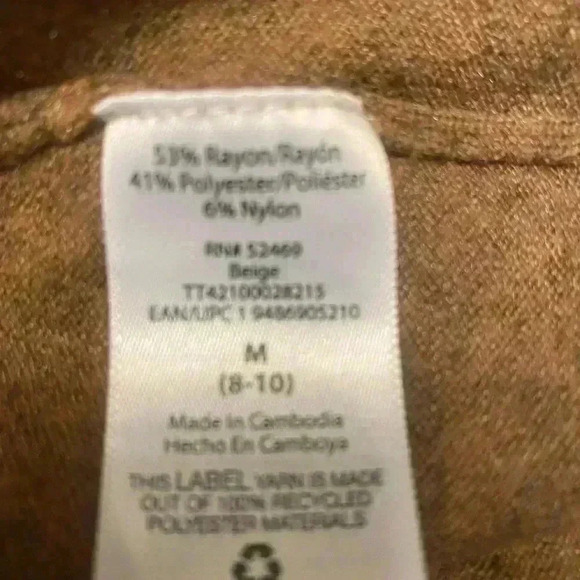 53% Rayon/Rayón
41% Polyester/Poliéster
6% Nylon
RN# 52469
Beige
TT42100028215
EAN/UPC 1 9486905210
M
(8-10)
Made In Cambodia
Hecho En Camboya
THIS LABEL YARN IS MADE
OUT OF 100% RECYCLED
POLYESTER MATERIALS